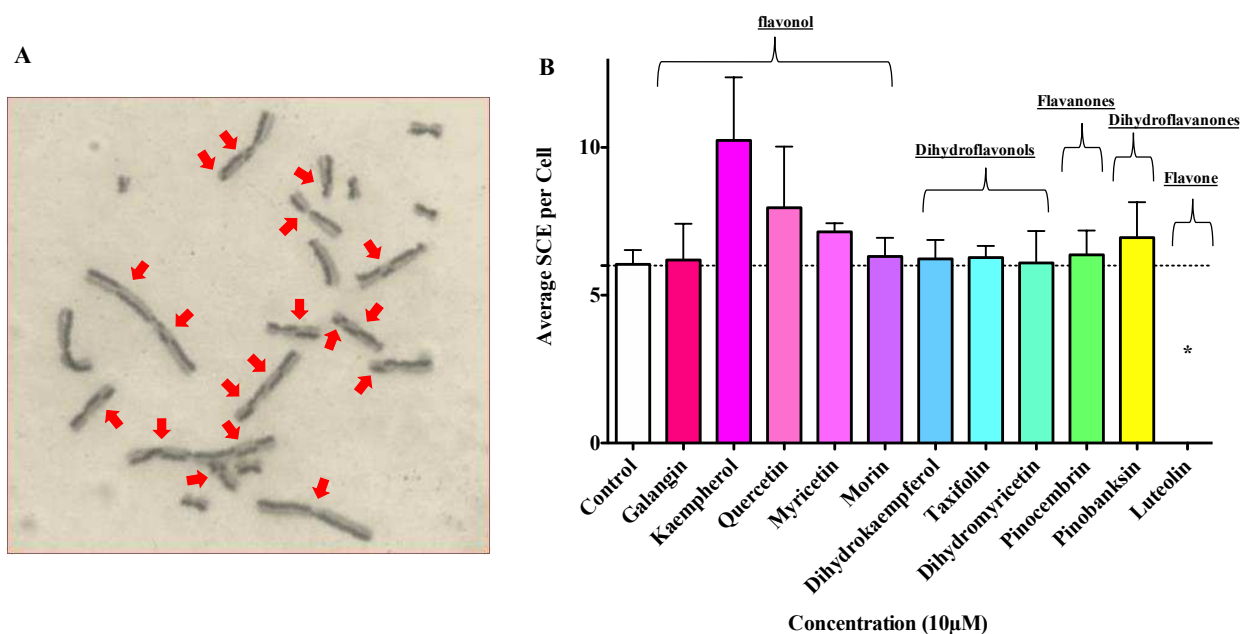 A
B
flavonol
Flavanones
Dihydroflavanones
Dihydroflavonols
Flavone
Average SCE per Cell
10
5
0
*
Control
Galangin
Kaempherol
Quercetin
Myricetin
Morin
Dihydrokaempferol
Taxifolin
Dihydromyricetin
Pinocembrin
Pinobanksin
Luteolin
Concentration (10μM)